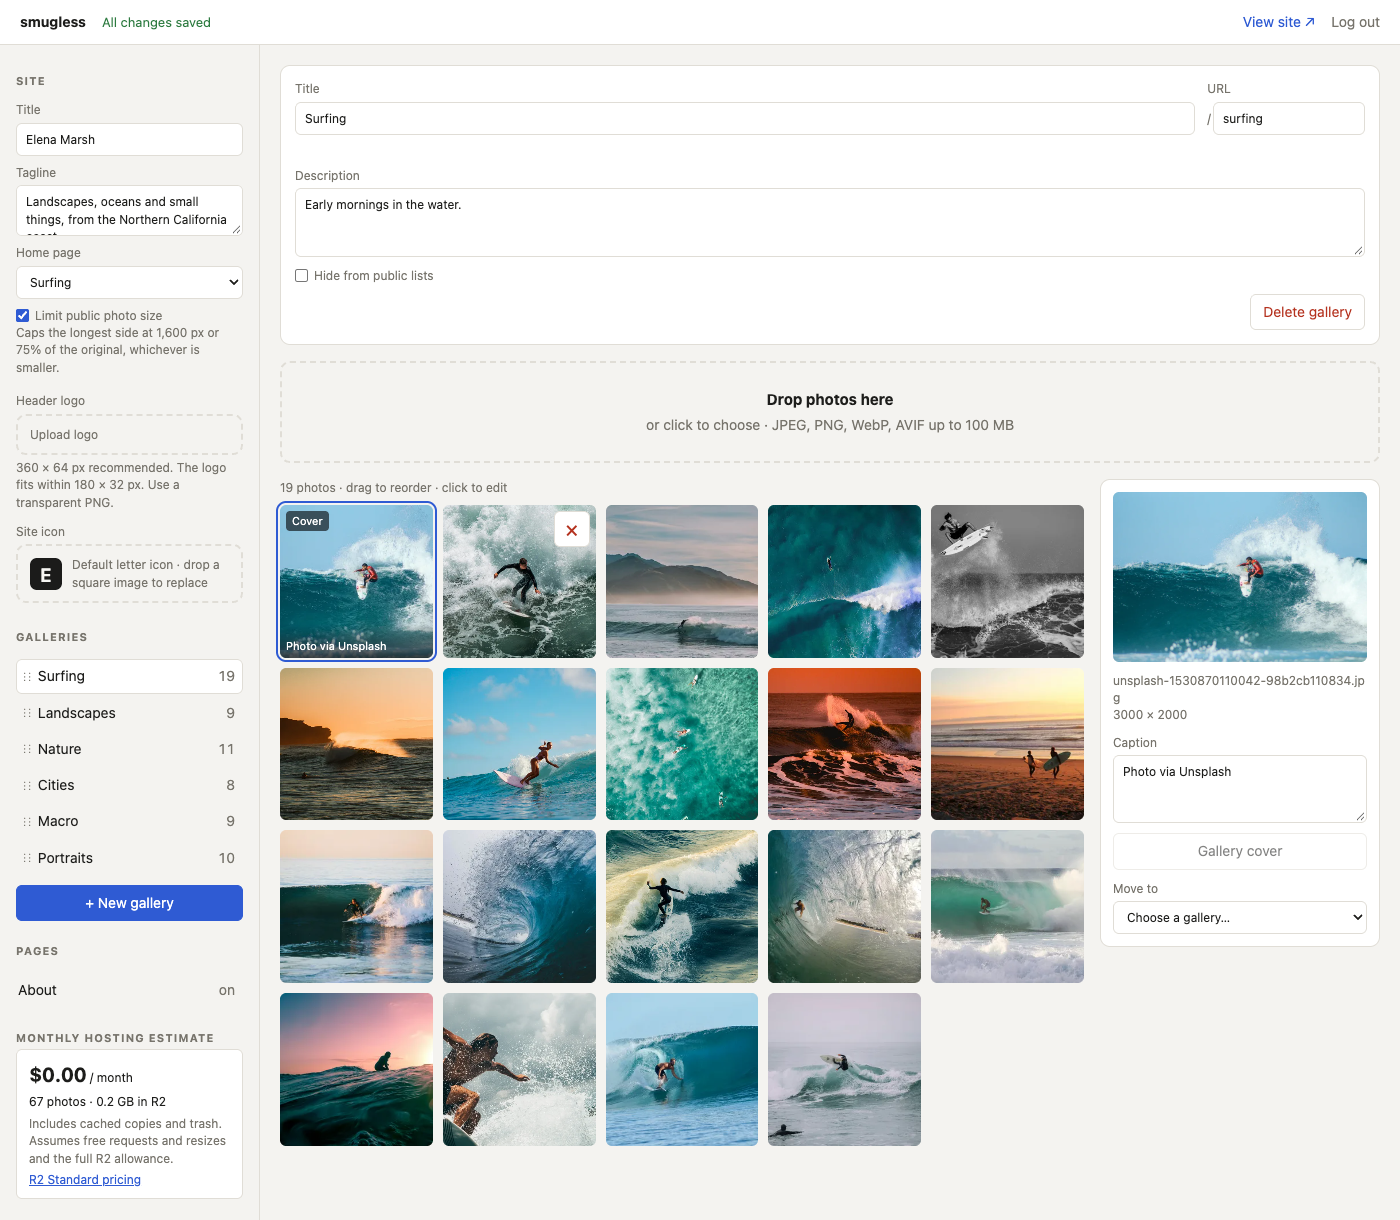 smugless
All changes saved
View site ↗
Log out
SITE
Title
Elena Marsh
Tagline
Landscapes, oceans and small
things, from the Northern California
Home page
Surfing
Limit public photo size
Caps the longest side at 1,600 px or
75% of the original, whichever is
smaller.
Header logo
Upload logo
360 × 64 px recommended. The logo
fits within 180 × 32 px. Use a
transparent PNG.
Site icon
E
Default letter icon · drop a
square image to replace
GALLERIES
Surfing 19
Landscapes 9
Nature 11
Cities 8
Macro 9
Portraits 10
+ New gallery
PAGES
About on
MONTHLY HOSTING ESTIMATE
$0.00 / month
67 photos · 0.2 GB in R2
Includes cached copies and trash.
Assumes free requests and resizes
and the full R2 allowance.
R2 Standard pricing
Title
Surfing
URL
/ surfing
Description
Early mornings in the water.
Hide from public lists
Delete gallery
Drop photos here
or click to choose · JPEG, PNG, WebP, AVIF up to 100 MB
19 photos · drag to reorder · click to edit
Cover
Photo via Unsplash
unsplash-1530870110042-98b2cb110834.jp
g
3000 × 2000
Caption
Photo via Unsplash
Gallery cover
Move to
Choose a gallery...